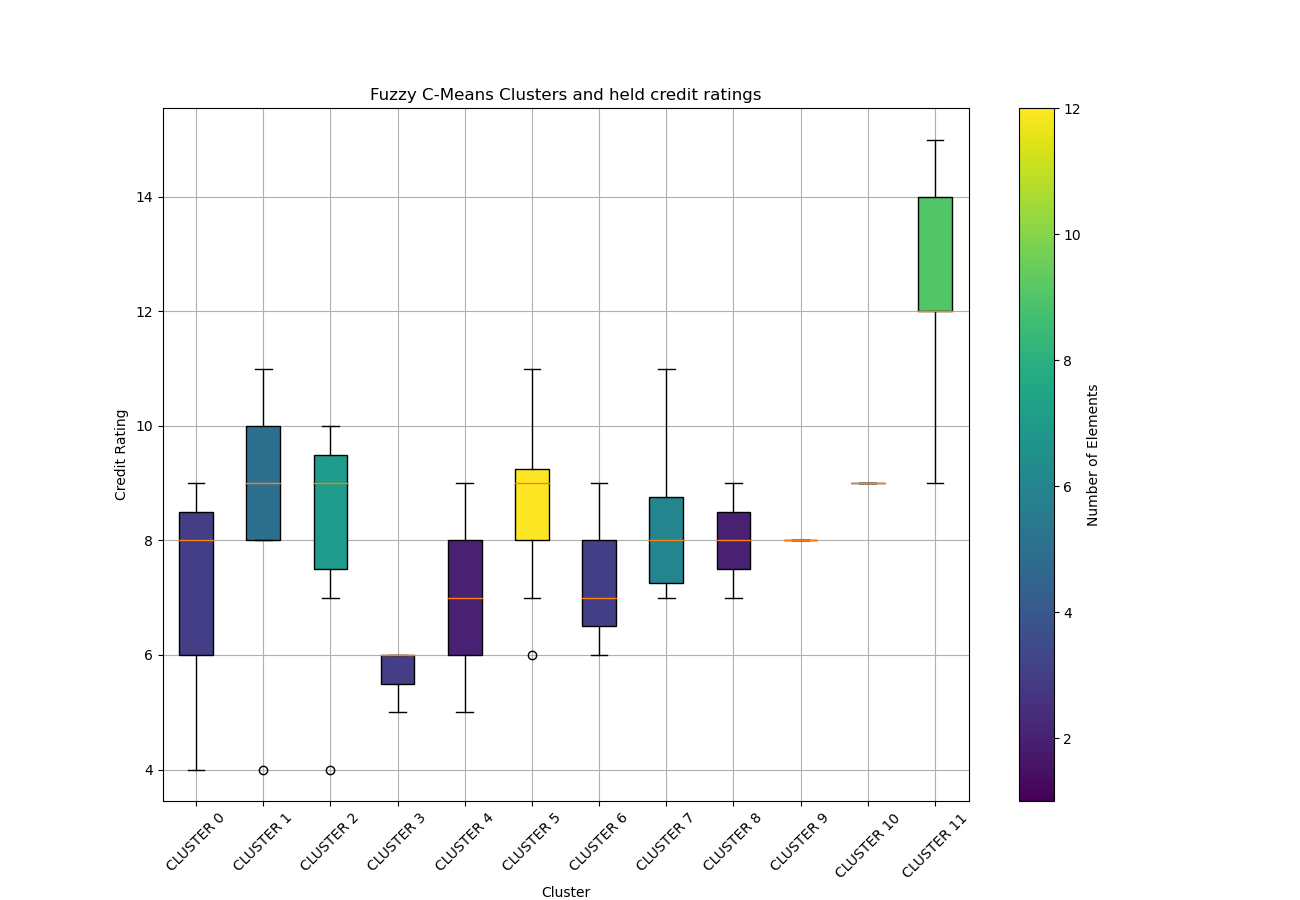 Fuzzy C-Means Clusters and held credit ratings
Credit Rating
14
12
10
8
6
4
CLUSTER 0
CLUSTER 1
CLUSTER 2
CLUSTER 3
CLUSTER 4
CLUSTER 5
CLUSTER 6
CLUSTER 7
CLUSTER 8
CLUSTER 9
CLUSTER 10
CLUSTER 11
Cluster
12
10
8
6
4
2
Number of Elements